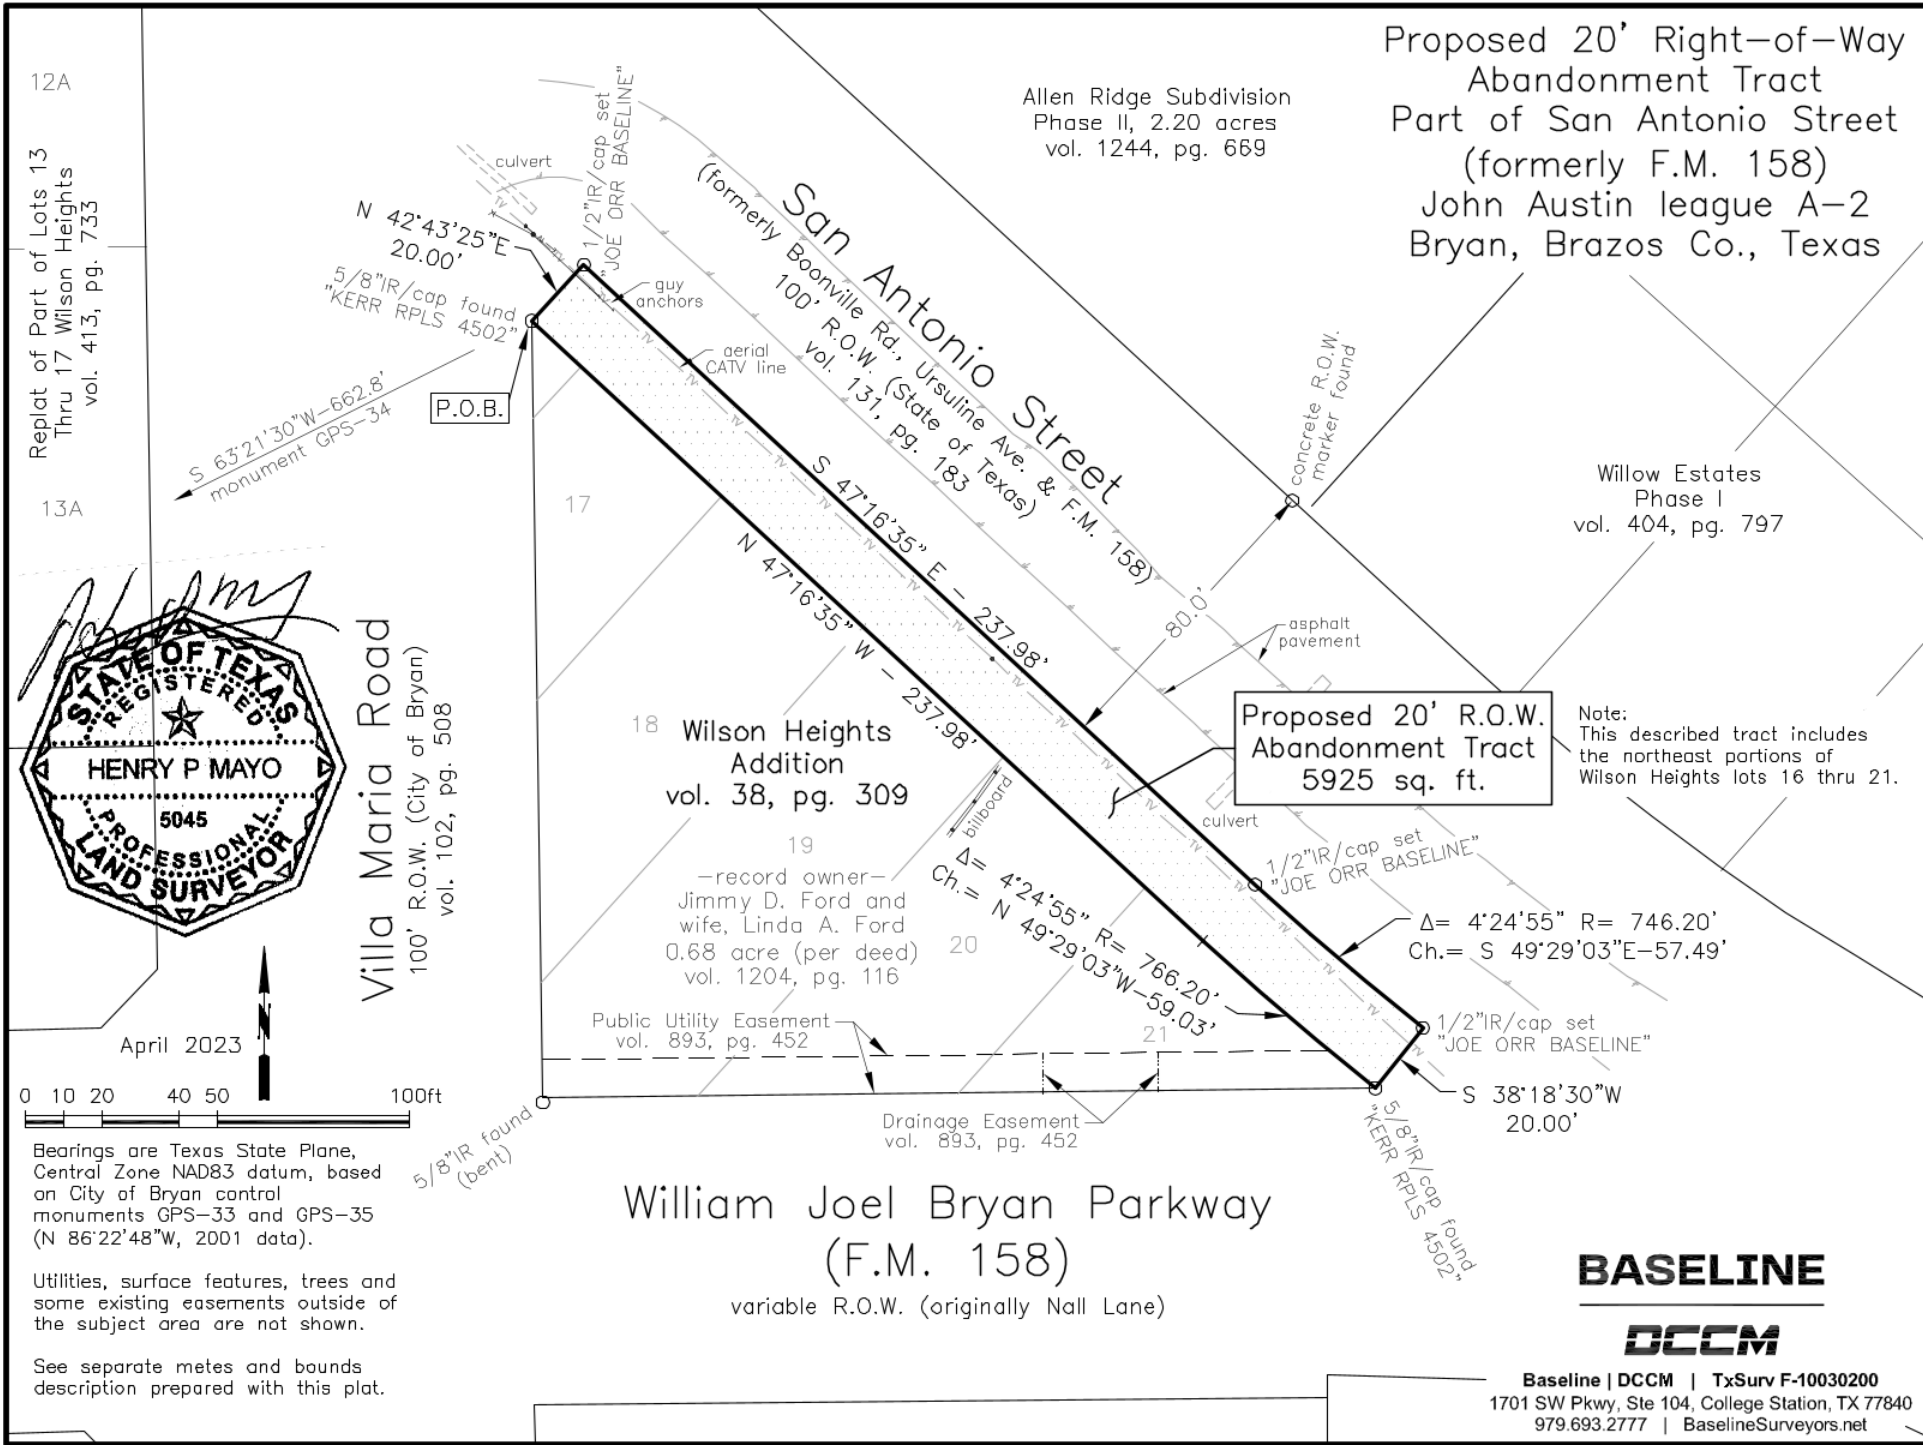 Proposed 20' Right-of-Way
Abandonment Tract
Part of San Antonio Street
(formerly F.M. 158)
John Austin league A-2
Bryan, Brazos Co., Texas
12A
Replat of Part of Lots 13
Thru 17 Wilson Heights
vol. 413, pg. 733
13A
Allen Ridge Subdivision
Phase II, 2.20 acres
vol. 1244, pg. 669
culvert
1/2"IR/cap set
"JOE ORR BASELINE"
N 42°43'25"E
20.00'
5/8"IR/cap found
"KERR RPLS 4502"
guy
anchors
aerial
CATV line
P.O.B.
S 63°21'30"W-662.8'
monument GPS-34
San Antonio Street
(formerly Boonville Rd., Ursuline Ave. & F.M. 158)
100' R.O.W. (State of Texas)
vol. 131, pg. 183
concrete R.O.W.
marker found
Willow Estates
Phase I
vol. 404, pg. 797
17
S 47°16'35" E - 237.98'
N 47°16'35" W - 237.98'
80.0'
asphalt
pavement
STATE OF TEXAS
REGISTERED
HENRY P MAYO
5045
PROFESSIONAL
LAND SURVEYOR
Villa Maria Road
100' R.O.W. (City of Bryan)
vol. 102, pg. 508
18
Wilson Heights
Addition
vol. 38, pg. 309
billboard
Proposed 20' R.O.W.
Abandonment Tract
5925 sq. ft.
Note:
This described tract includes
the northeast portions of
Wilson Heights lots 16 thru 21.
culvert
19
-record owner-
Jimmy D. Ford and
wife, Linda A. Ford
0.68 acre (per deed)
vol. 1204, pg. 116
20
Δ= 4°24'55" R= 766.20'
Ch.= N 49°29'03"W-59.03'
1/2"IR/cap set
"JOE ORR BASELINE"
Δ= 4°24'55" R= 746.20'
Ch.= S 49°29'03"E-57.49'
Public Utility Easement
vol. 893, pg. 452
21
1/2"IR/cap set
"JOE ORR BASELINE"
S 38°18'30"W
20.00'
5/8"IR/cap found
"KERR RPLS 4502"
Drainage Easement
vol. 893, pg. 452
5/8"IR found
(bent)
N
April 2023
0 10 20 40 50 100ft
Bearings are Texas State Plane,
Central Zone NAD83 datum, based
on City of Bryan control
monuments GPS-33 and GPS-35
(N 86°22'48"W, 2001 data).
Utilities, surface features, trees and
some existing easements outside of
the subject area are not shown.
See separate metes and bounds
description prepared with this plat.
William Joel Bryan Parkway
(F.M. 158)
variable R.O.W. (originally Nall Lane)
BASELINE
DCCM
Baseline | DCCM | TxSurv F-10030200
1701 SW Pkwy, Ste 104, College Station, TX 77840
979.693.2777 | BaselineSurveyors.net